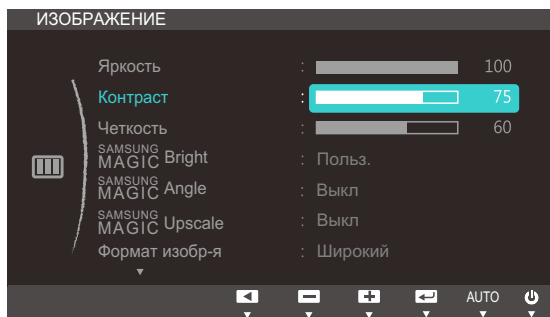 ИЗОБРАЖЕНИЕ
Яркость : 100
Контраст : 75
Четкость : 60
SAMSUNG MAGIC Bright : Польз.
SAMSUNG MAGIC Angle : Выкл
SAMSUNG MAGIC Upscale : Выкл
Формат изобр-я : Широкий
AUTO